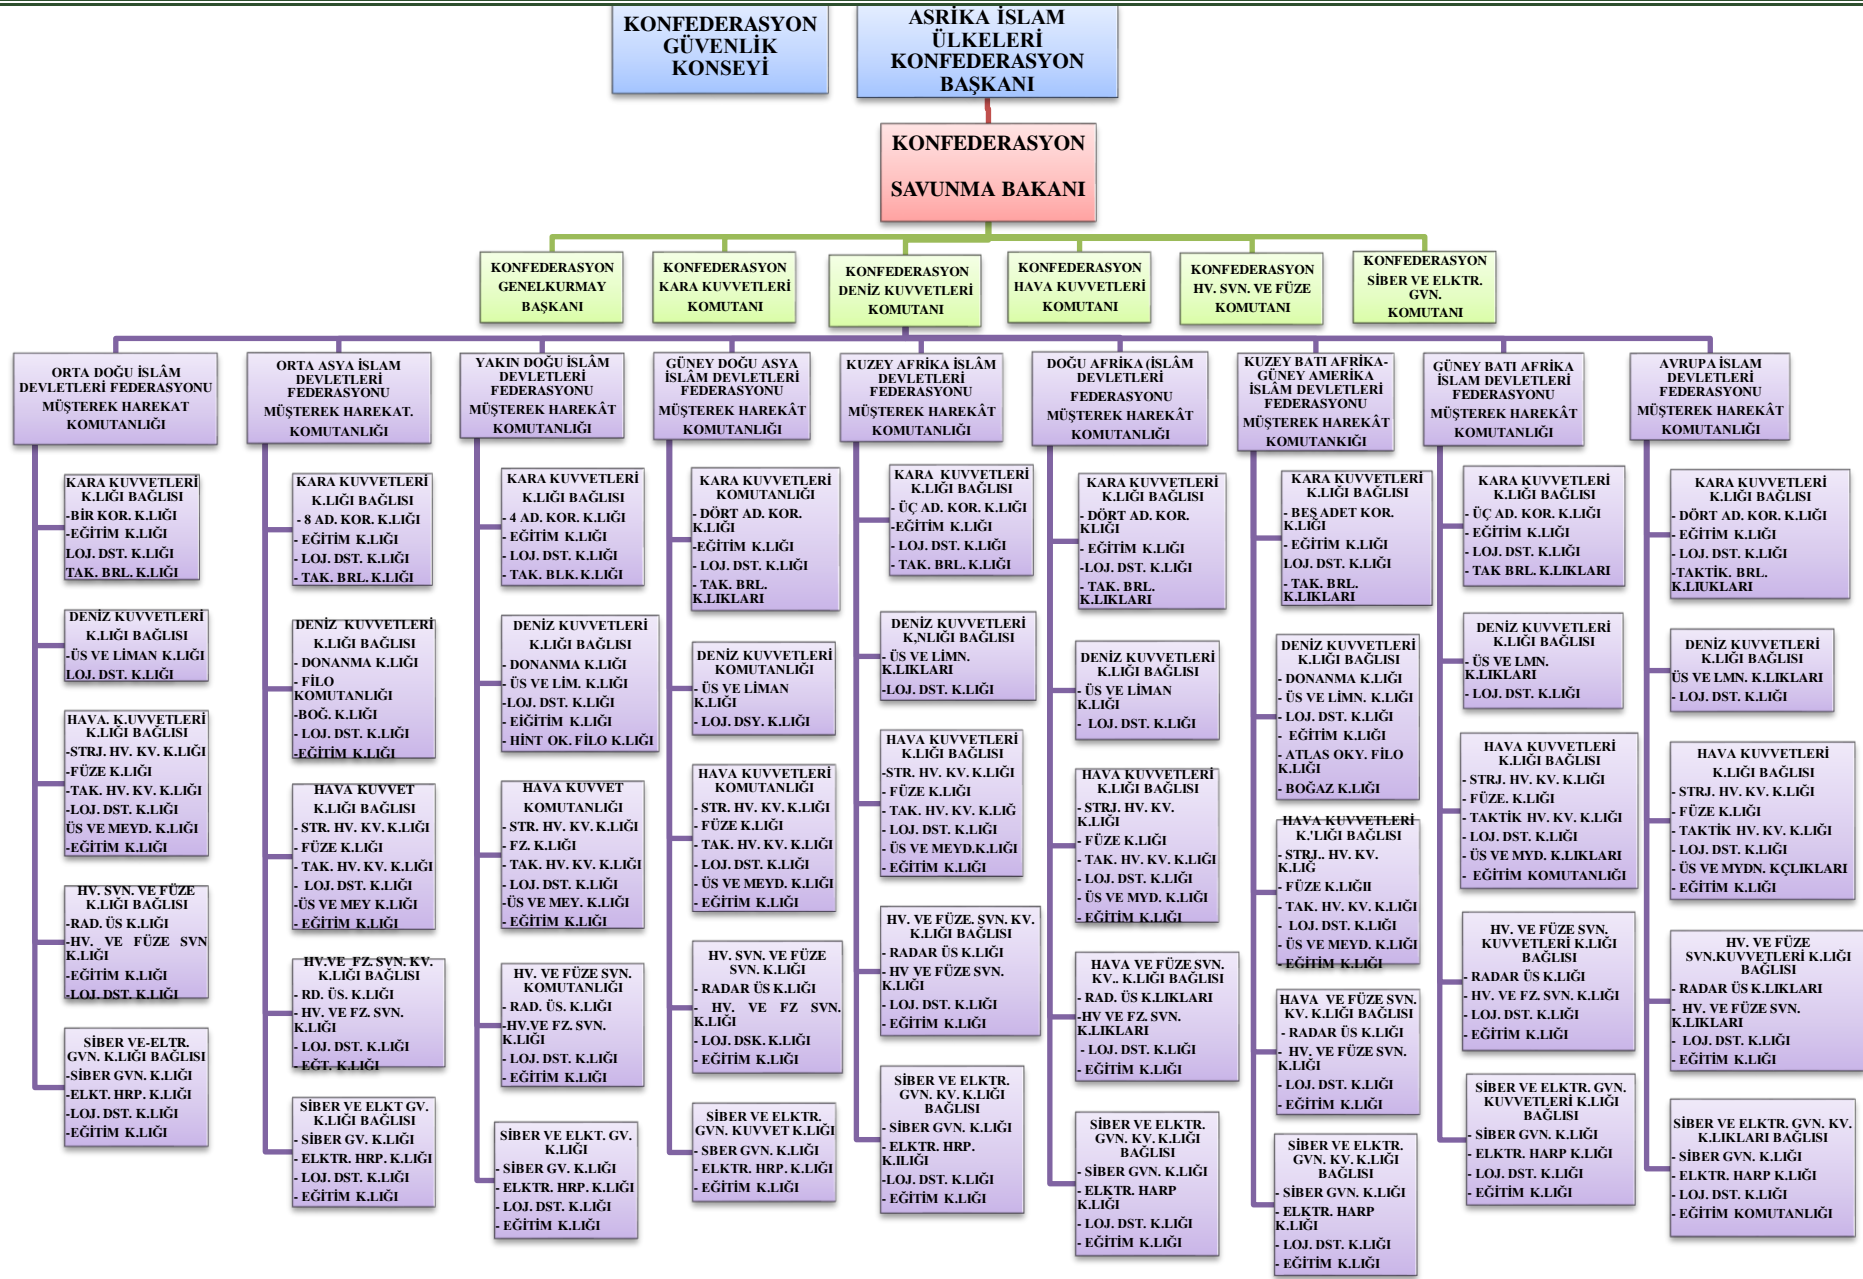 KONFEDERASYON
GÜVENLİK
KONSEYİ
ASRİKA İSLAM
ÜLKELERİ
KONFEDERASYON
BAŞKANI
KONFEDERASYON
SAVUNMA BAKANI
KONFEDERASYON
GENELKURMAY
BAŞKANI
KONFEDERASYON
KARA KUVVETLERİ
KOMUTANI
KONFEDERASYON
DENİZ KUVVETLERİ
KOMUTANI
KONFEDERASYON
HAVA KUVVETLERİ
KOMUTANI
KONFEDERASYON
HV. SVN. VE FÜZE
KOMUTANI
KONFEDERASYON
SİBER VE ELKTR.
GVN.
KOMUTANI
ORTA DOĞU İSLÂM
DEVLETLERİ FEDERASYONU
MÜŞTEREK HAREKAT
KOMUTANLIĞI
KARA KUVVETLERİ
K.LIĞI BAĞLISI
-BİR KOR. K.LIĞI
-EĞİTİM K.LIĞI
LOJ. DST. K.LIĞI
TAK. BRL. K.LIĞI
DENİZ KUVVETLERİ
K.LIĞI BAĞLISI
-ÜS VE LİMAN K.LIĞI
LOJ. DST. K.LIĞI
HAVA. K.UVVETLERİ
K.LIĞI BAĞLISI
-STRJ. HV. KV. K.LIĞI
-FÜZE K.LIĞI
-TAK. HV. KV. K.LIĞI
-LOJ. DST. K.LIĞI
ÜS VE MEYD. K.LIĞI
-EĞİTİM K.LIĞI
HV. SVN. VE FÜZE
K.LIĞI BAĞLISI
-RAD. ÜS K.LIĞI
-HV. VE FÜZE SVN
K.LIĞI
-EĞİTİM K.LIĞI
-LOJ. DST. K.LIĞI
SİBER VE-ELTR.
GVN. K.LIĞI BAĞLISI
-SİBER GVN. K.LIĞI
-ELKT. HRP. K.LIĞI
-LOJ. DST. K.LIĞI
-EĞİTİM K.LIĞI
ORTA ASYA İSLAM
DEVLETLERİ
FEDERASYONU
MÜŞTEREK HAREKAT.
KOMUTANLIĞI
KARA KUVVETLERİ
K.LIĞI BAĞLISI
- 8 AD. KOR. K.LIĞI
- EĞİTİM K.LIĞI
- LOJ. DST. K.LIĞI
- TAK. BRL. K.LIĞI
DENİZ KUVVETLERİ
K.LIĞI BAĞLISI
- DONANMA K.LIĞI
- FİLO
KOMUTANLIĞI
-BOĞ. K.LIĞI
- LOJ. DST. K.LIĞI
-EĞİTİM K.LIĞI
HAVA KUVVET
K.LIĞI BAĞLISI
- STR. HV. KV. K.LIĞI
- FÜZE K.LIĞI
- TAK. HV. KV. K.LIĞI
- LOJ. DST. K.LIĞI
-ÜS VE MEY K.LIĞI
- EĞİTİM K.LIĞI
HV.VE FZ. SVN. KV.
K.LIĞI BAĞLISI
- RD. ÜS. K.LIĞI
- HV. VE FZ. SVN.
K.LIĞI
- LOJ. DST. K.LIĞI
- EĞT. K.LIĞI
SİBER VE ELKT GV.
K.LIĞI BAĞLISI
- SİBER GV. K.LIĞI
- ELKTR. HRP. K.LIĞI
- LOJ. DST. K.LIĞI
- EĞİTİM K.LIĞI
YAKIN DOĞU İSLÂM
DEVLETLERİ
FEDERASYONU
MÜŞTEREK HAREKÂT
KOMUTANLIĞI
KARA KUVVETLERİ
K.LIĞI BAĞLISI
- 4 AD. KOR. K.LIĞI
- EĞİTİM K.LIĞI
- LOJ. DST. K.LIĞI
- TAK. BLK. K.LIĞI
DENİZ KUVVETLERİ
K.LIĞI BAĞLISI
- DONANMA K.LIĞI
- ÜS VE LİM. K.LIĞI
-LOJ. DST. K.LIĞI
- EİĞİTİM K.LIĞI
- HİNT OK. FİLO K.LIĞI
HAVA KUVVET
KOMUTANLIĞI
- STR. HV. KV. K.LIĞI
- FZ. K.LIĞI
- TAK. HV. KV. K.LIĞI
- LOJ. DST. K.LIĞI
-ÜS VE MEY. K.LIĞI
- EĞİTİM K.LIĞI
HV. VE FÜZE SVN.
KOMUTANLIĞI
- RAD. ÜS. K.LIĞI
-HV.VE FZ. SVN.
K.LIĞI
- LOJ. DST. K.LIĞI
- EĞİTİM K.LIĞI
SİBER VE ELKT. GV.
K.LIĞI
- SİBER GV. K.LIĞI
- ELKTR. HRP. K.LIĞI
- LOJ. DST. K.LIĞI
- EĞİTİM K.LIĞI
GÜNEY DOĞU ASYA
İSLÂM DEVLETLERİ
FEDERASYONU
MÜŞTEREK HAREKÂT
KOMUTANLIĞI
KARA KUVVETLERİ
KOMUTANLIĞI
- DÖRT AD. KOR.
K.LIĞI
-EĞİTİM K.LIĞI
- LOJ. DST. K.LIĞI
- TAK. BRL.
K.LIKLARI
DENİZ KUVVETLERİ
KOMUTANLIĞI
- ÜS VE LİMAN
K.LIĞI
- LOJ. DSY. K.LIĞI
HAVA KUVVETLERİ
KOMUTANLIĞI
- STR. HV. KV. K.LIĞI
- FÜZE K.LIĞI
- TAK. HV. KV. K.LIĞI
- LOJ. DST. K.LIĞI
- ÜS VE MEYD. K.LIĞI
- EĞİTİM K.LIĞI
HV. SVN. VE FÜZE
SVN. K.LIĞI
- RADAR ÜS K.LIĞI
- HV. VE FZ SVN.
K.LIĞI
- LOJ. DSK. K.LIĞI
- EĞİTİM K.LIĞI
SİBER VE ELKTR.
GVN. KUVVET K.LIĞI
- SBER GVN. K.LIĞI
- ELKTR. HRP. K.LIĞI
- EĞİTİM K.LIĞI
KUZEY AFRİKA İSLÂM
DEVLETLERİ
FEDERASYONU
MÜŞTEREK HAREKÂT
KOMUTANLIĞI
KARA KUVVETLERİ
K.LIĞI BAĞLISI
- ÜÇ AD. KOR. K.LIĞI
-EĞİTİM K.LIĞI
- LOJ. DST. K.LIĞI
- TAK. BRL. K.LIĞI
DENİZ KUVVETLERİ
K,NLIĞI BAĞLISI
- ÜS VE LİMN.
K.LIKLARI
-LOJ. DST. K.LIĞI
HAVA KUVVETLERİ
K.LIĞI BAĞLISI
-STR. HV. KV. K.LIĞI
- FÜZE K.LIĞI
- TAK. HV. KV. K.LIĞ
- LOJ. DST. K.LIĞI
- ÜS VE MEYD.K.LIĞI
- EĞİTİM K.LIĞI
HV. VE FÜZE. SVN. KV.
K.LIĞI BAĞLISI
- RADAR ÜS K.LIĞI
- HV VE FÜZE SVN.
K.LIĞI
- LOJ. DST. K.LIĞI
- EĞİTİM K.LIĞI
SİBER VE ELKTR.
GVN. KV. K.LIĞI
BAĞLISI
- SİBER GVN. K.LIĞI
- ELKTR. HRP.
K.ILIĞI
-LOJ. DST. K.LIĞI
- EĞİTİM K.LIĞI
DOĞU AFRİKA (İSLÂM
DEVLETLERİ
FEDERASYONU
MÜŞTEREK HAREKÂT
KOMUTANLIĞI
KARA KUVVETLERİ
K.LIĞI BAĞLISI
- DÖRT AD. KOR.
KLIĞI
- EĞİTİM K.LIĞI
-LOJ. DST. K.LIĞI
- TAK. BRL.
K.LIKLARI
DENİZ KUVVETLERİ
K.LIĞI BAĞLISI
- ÜS VE LİMAN
K.LIĞI
- LOJ. DST. K.LIĞI
HAVA KUVVETLERİ
K.LIĞI BAĞLISI
- STRJ. HV. KV.
K.LIĞI
- FÜZE K.LIĞI
- TAK. HV. KV. K.LIĞI
- LOJ. DST. K.LIĞI
- ÜS VE MYD. K.LIĞI
- EĞİTİM K.LIĞI
HAVA VE FÜZE SVN.
KV.. K.LIĞI BAĞLISI
- RAD. ÜS K.LIKLARI
-HV VE FZ. SVN.
K.LIKLARI
- LOJ. DST. K.LIĞI
- EĞİTİM K.LIĞI
SİBER VE ELKTR.
GVN. KV. K.LIĞI
BAĞLISI
- SİBER GVN. K.LIĞI
- ELKTR. HARP
K.LIĞI
- LOJ. DST. K.LIĞI
- EĞİTİM K.LIĞI
KUZEY BATI AFRİKA-
GÜNEY AMERİKA
İSLÂM DEVLETLERİ
FEDERASYONU
MÜŞTEREK HAREKÂT
KOMUTANKIĞI
KARA KUVVETLERİ
K.LIĞI BAĞLISI
- BEŞ ADET KOR.
K.LIĞI
- EĞİTİM K.LIĞI
LOJ. DST. K.LIĞI
- TAK. BRL.
K.LIKLARI
DENİZ KUVVETLERİ
K.LIĞI BAĞLISI
- DONANMA K.LIĞI
- ÜS VE LİMN. K.LIĞI
- LOJ. DST. K.LIĞI
- EĞİTİM K.LIĞI
- ATLAS OKY. FİLO
K.LIĞI
- BOĞAZ K.LIĞI
HAVA KUVVETLERİ
K.'LIĞI BAĞLISI
- STRJ.. HV. KV.
K.LIĞ
- FÜZE K.LIĞII
- TAK. HV. KV. K.LIĞI
- LOJ. DST. K.LIĞI
- ÜS VE MEYD. K.LIĞI
- EĞİTİM K.LIĞI
HAVA VE FÜZE SVN.
KV. K.LIĞI BAĞLISI
- RADAR ÜS K.LIĞI
- HV. VE FÜZE SVN.
K.LIĞI
- LOJ. DST. K.LIĞI
- EĞİTİM K.LIĞI
SİBER VE ELKTR.
GVN. KV. K.LIĞI
BAĞLISI
- SİBER GVN. K.LIĞI
- ELKTR. HARP
K.LIĞI
- LOJ. DST. K.LIĞI
- EĞİTİM K.LIĞI
GÜNEY BATI AFRİKA
İSLAM DEVLETLERİ
FEDERASYONU
MÜŞTEREK HAREKÂT
KOMUTANLIĞI
KARA KUVVETLERİ
K.LIĞI BAĞLISI
- ÜÇ AD. KOR. K.LIĞI
- EĞİTİM K.LIĞI
- LOJ. DST. K.LIĞI
- TAK BRL. K.LIKLARI
DENİZ KUVVETLERİ
K.LIĞI BAĞLISI
- ÜS VE LMN.
K.LIKLARI
- LOJ. DST. K.LIĞI
HAVA KUVVETLERİ
K.LIĞI BAĞLISI
- STRJ. HV. KV. K.LIĞI
- FÜZE. K.LIĞI
- TAKTİK HV. KV. K.LIĞI
- LOJ. DST. K.LIĞI
- ÜS VE MYD. K.LIKLARI
- EĞİTİM KOMUTANLIĞI
HV. VE FÜZE SVN.
KUVVETLERİ K.LIĞI
BAĞLISI
- RADAR ÜS K.LIĞI
- HV. VE FZ. SVN. K.LIĞI
- LOJ. DST. K.LIĞI
- EĞİTİM K.LIĞI
SİBER VE ELKTR. GVN.
KUVVETLERİ K.LIĞI
BAĞLISI
- SİBER GVN. K.LIĞI
- ELEKTR. HARP K.LIĞI
- LOJ. DST. K.LIĞI
- EĞİTİM K.LIĞI
AVRUPA İSLAM
DEVLETLERİ
FEDERASYONU
MÜŞTEREK HAREKÂT
KOMUTANLIĞI
KARA KUVVETLERİ
K.LIĞI BAĞLISI
- DÖRT AD. KOR. K.LIĞI
- EĞİTİM K.LIĞI
- LOJ. DST. K.LIĞI
-TAKTİK. BRL.
K.LIUKLARI
DENİZ KUVVETLERİ
K.LIĞI BAĞLISI
ÜS VE LMN. K.LIKLARI
- LOJ. DST. K.LIĞI
HAVA KUVVETLERİ
K.LIĞI BAĞLISI
- STRJ. HV. KV. K.LIĞI
- FÜZE K.LIĞI
- TAKTİK HV. KV. K.LIĞI
- LOJ. DST. K.LIĞI
- ÜS VE MYDN. KÇLIKLARI
- EĞİTİM K.LIĞI
HV. VE FÜZE
SVN.KUVVETLERİ K.LIĞI
BAĞLISI
- RADAR ÜS K.LIKLARI
- HV. VE FÜZE SVN.
K.LIKLARI
- LOJ. DST. K.LIĞI
- EĞİTİM K.LIĞI
SİBER VE ELKTR. GVN. KV.
K.LIKLARI BAĞLISI
- SİBER GVN. K.LIĞI
- ELEKTR. HARP K.LIĞI
- LOJ. DST. K.LIĞI
- EĞİTİM KOMUTANLIĞI